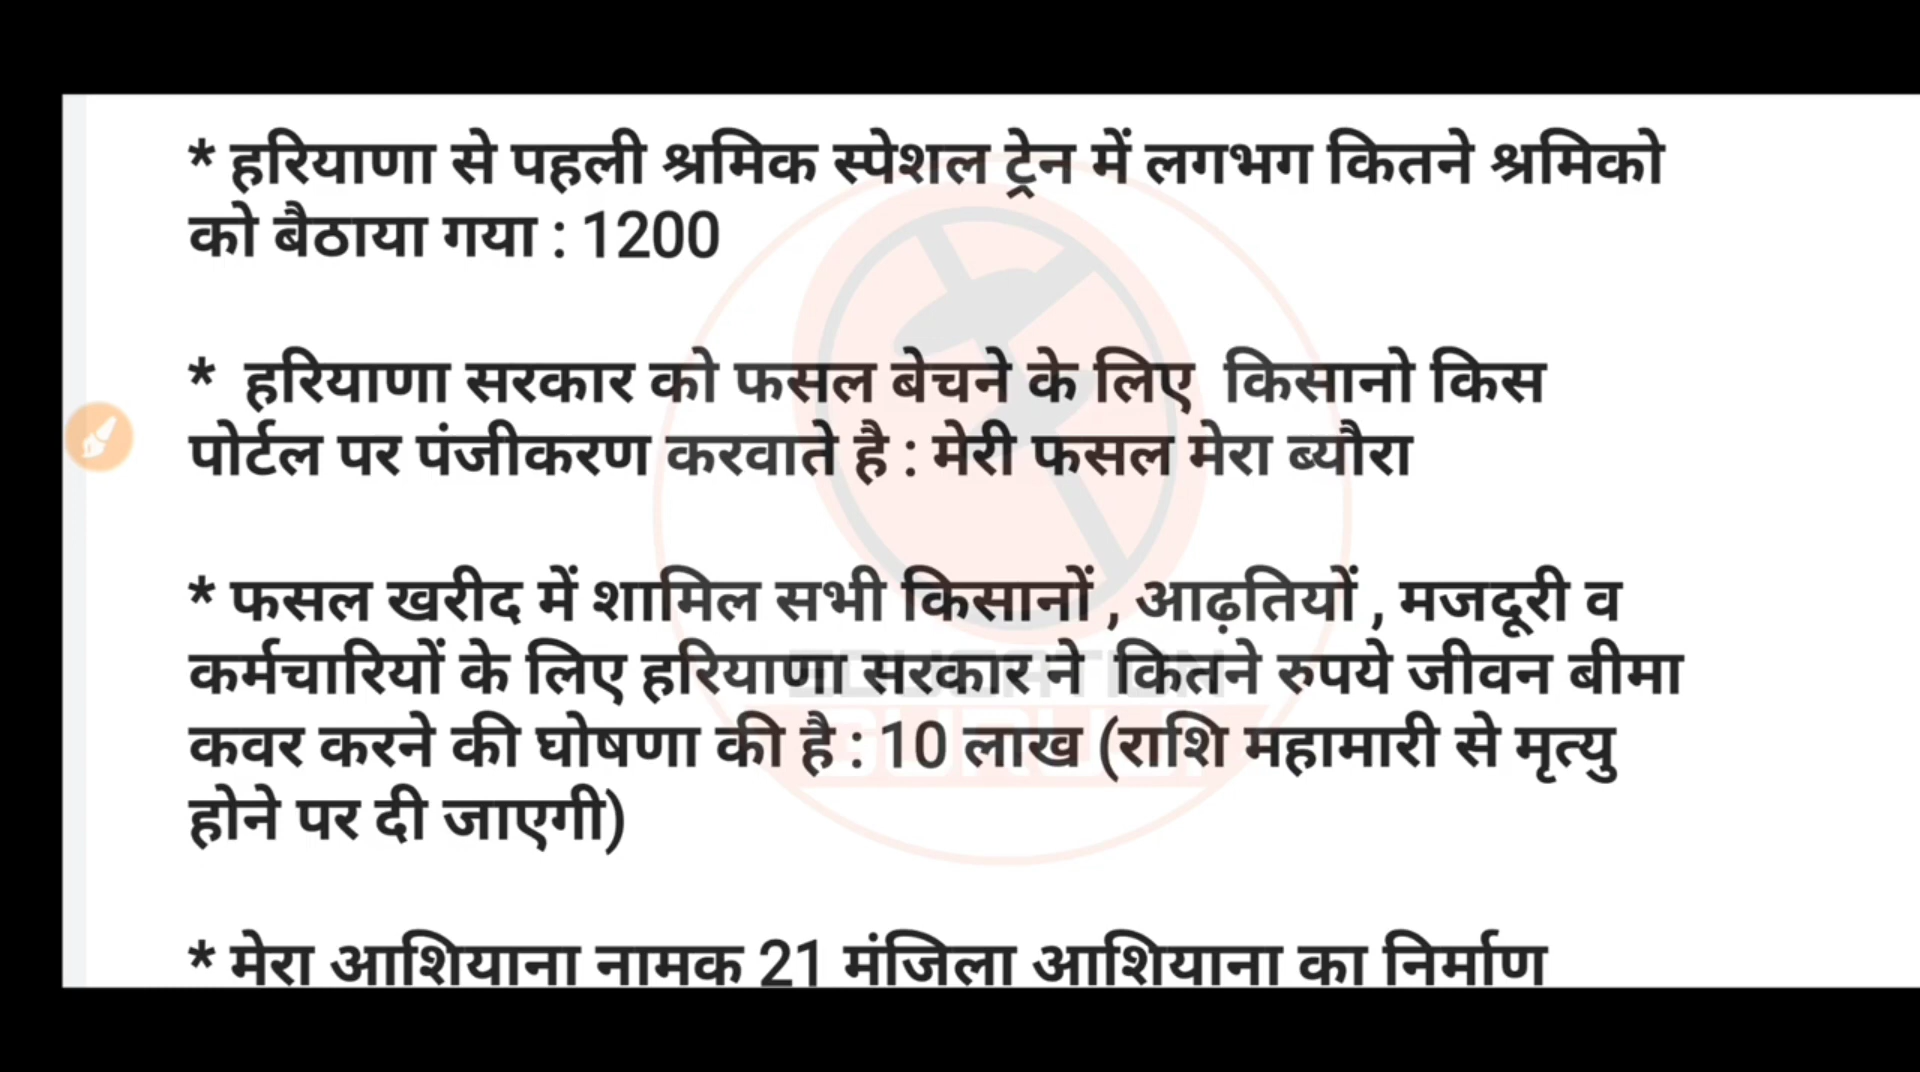 * हरियाणा से पहली श्रमिक स्पेशल ट्रेन में लगभग कितने श्रमिको
को बैठाया गया : 1200
* हरियाणा सरकार को फसल बेचने के लिए किसानो किस
पोर्टल पर पंजीकरण करवाते है : मेरी फसल मेरा ब्यौरा
* फसल खरीद में शामिल सभी किसानों , आढ़तियों , मजदूरी व
कर्मचारियों के लिए हरियाणा सरकार ने कितने रुपये जीवन बीमा
EDUCATION
कवर करने की घोषणा की है : 10 लाख (राशि महामारी से मृत्यु
होने पर दी जाएगी)
* मेरा आशियाना नामक 21 मंजिला आशियाना का निर्माण